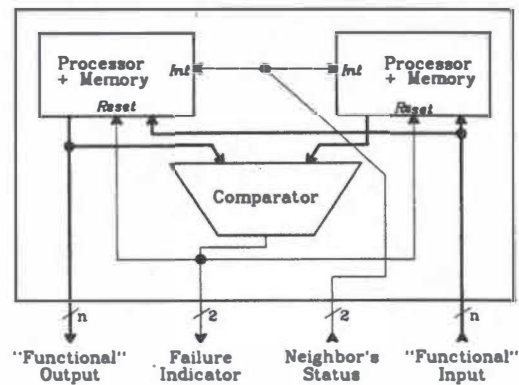 Processor
+ Memory
Int
Reset
Int
Processor
+ Memory
Reset
Comparator
n
2
2
n
"Functional"
Output
Failure
Indicator
Neighbor's
Status
"Functional"
Input